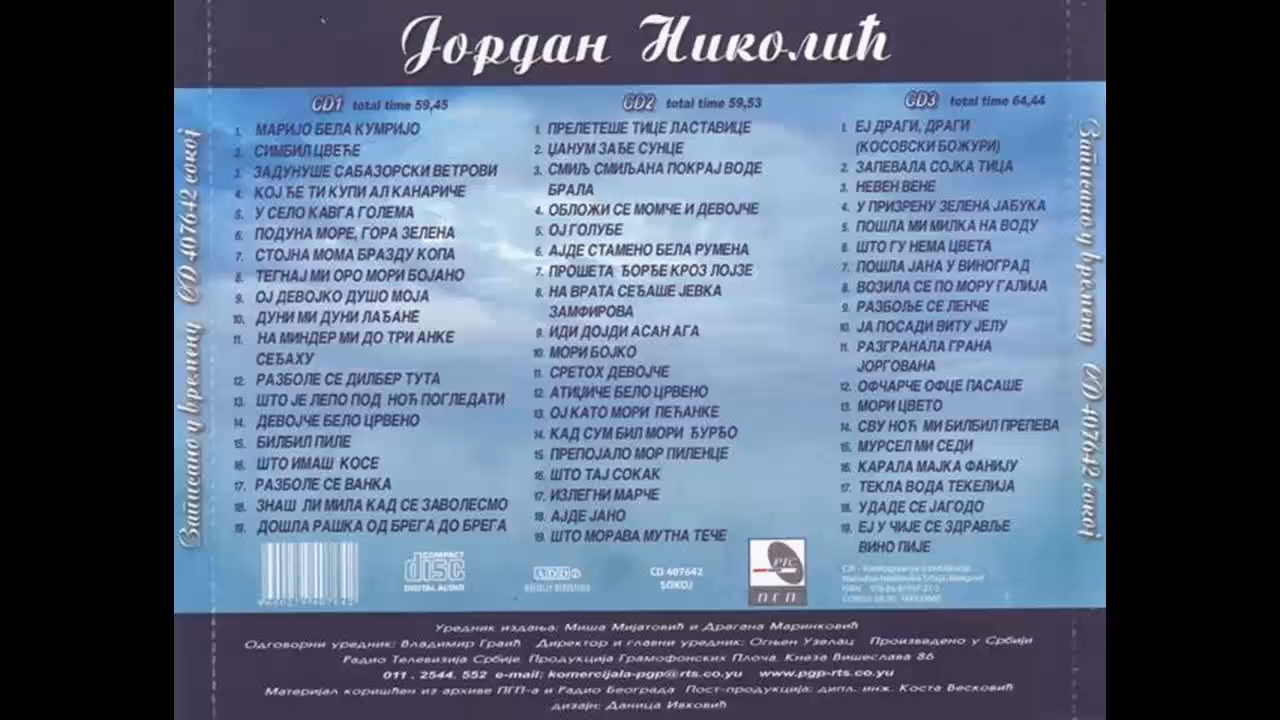 Јордан Николић
CD1 total time 59,45
1. МАРИЈО БЕЛА КУМРИЈО
2. СИМБИЛ ЦВЕЋЕ
3. ЗАДУНУШЕ САБАЗОРСКИ ВЕТРОВИ
4. КОЈ ЋЕ ТИ КУПИ АЛ КАНАРИЧЕ
5. У СЕЛО КАВГА ГОЛЕМА
6. ПОДУНА МОРЕ, ГОРА ЗЕЛЕНА
7. СТОЈНА МОМА БРАЗДУ КОПА
8. ТЕГНАЈ МИ ОРО МОРИ БОЈАНО
9. ОЈ ДЕВОЈКО ДУШО МОЈА
10. ДУНИ МИ ДУНИ ЛАЂАНЕ
11. НА МИНДЕР МИ ДО ТРИ АНКЕ
СЕЂАХУ
12. РАЗБОЛЕ СЕ ДИЛБЕР ТУТА
13. ШТО ЈЕ ЛЕПО ПОД НОЋ ПОГЛЕДАТИ
14. ДЕВОЈЧЕ БЕЛО ЦРВЕНО
15. БИЛБИЛ ПИЛЕ
16. ШТО ИМАШ КОСЕ
17. РАЗБОЛЕ СЕ ВАНКА
18. ЗНАШ ЛИ МИЛА КАД СЕ ЗАВОЛЕСМО
19. ДОШЛА РАШКА ОД БРЕГА ДО БРЕГА
CD2 total time 59,53
1. ПРЕЛЕТЕШЕ ТИЦЕ ЛАСТАВИЦЕ
2. ЏАНУМ ЗАЂЕ СУНЦЕ
3. СМИЉ СМИЉАНА ПОКРАЈ ВОДЕ
БРАЛА
4. ОБЛОЖИ СЕ МОМЧЕ И ДЕВОЈЧЕ
5. ОЈ ГОЛУБЕ
6. АЈДЕ СТАМЕНО БЕЛА РУМЕНА
7. ПРОШЕТА ЂОРЂЕ КРОЗ ЛОЈЗЕ
8. НА ВРАТА СЕЂАШЕ ЈЕВКА
ЗАМФИРОВА
9. ИДИ ДОЈДИ АСАН АГА
10. МОРИ БОЈКО
11. СРЕТОХ ДЕВОЈЧЕ
12. АТИЏИЧЕ БЕЛО ЦРВЕНО
13. ОЈ КАТО МОРИ ПЕЂАНКЕ
14. КАД СУМ БИЛ МОРИ ЂУРЂО
15. ПРЕПОЈАЛО МОР ПИЛЕНЦЕ
16. ШТО ТАЈ СОКАК
17. ИЗЛЕГНИ МАРЧЕ
18. АЈДЕ ЈАНО
19. ШТО МОРАВА МУТНА ТЕЧЕ
CD3 total time 64,44
1. ЕЈ ДРАГИ, ДРАГИ
(КОСОВСКИ БОЖУРИ)
2. ЗАПЕВАЛА СОЈКА ТИЦА
3. НЕВЕН ВЕНЕ
4. У ПРИЗРЕНУ ЗЕЛЕНА ЈАБУКА
5. ПОШЛА МИ МИЛКА НА ВОДУ
6. ШТО ГУ НЕМА ЦВЕТА
7. ПОШЛА ЈАНА У ВИНОГРАД
8. ВОЗИЛА СЕ ПО МОРУ ГАЛИЈА
9. РАЗБОЉЕ СЕ ЛЕНЧЕ
10. ЈА ПОСАДИ ВИТУ ЈЕЛУ
11. РАЗГРАНАЛА ГРАНА
ЈОРГОВАНА
12. ОФЧАРЧЕ ОФЦЕ ПАСАШЕ
13. МОРИ ЦВЕТО
14. СВУ НОЋ МИ БИЛБИЛ ПРЕПЕВА
15. МУРСЕЛ МИ СЕДИ
16. КАРАЛА МАЈКА ФАНИЈУ
17. ТЕКЛА ВОДА ТЕКЕЛИЈА
18. УДАДЕ СЕ ЈАГОДО
19. ЕЈ У ЧИЈЕ СЕ ЗДРАВЉЕ
ВИНО ПИЈЕ
Записано у времену CD 407642 сокој
Записано у времену CD 407642 сокој
COMPACT
disc
DIGITAL AUDIO
ADD
CD 407642
SOKOJ
РТС
ПГП
Уредник издања: Миша Мијатовић и Драгана Маринковић
Одговорни уредник: Владимир Граић Директор и главни уредник: Огњен Узелац Произведено у Србији
Радио Телевизија Србије, Продукција Грамофонских Плоча, Кнеза Вишеслава 86
011 . 2544. 552 e-mail: komercijala-pgp@rts.co.yu www.pgp-rts.co.yu
Материјал коришћен из архиве ПГП-а и Радио Београда Пост-продукција: дипл. инж. Коста Весковић
дизајн: Даница Ивковић